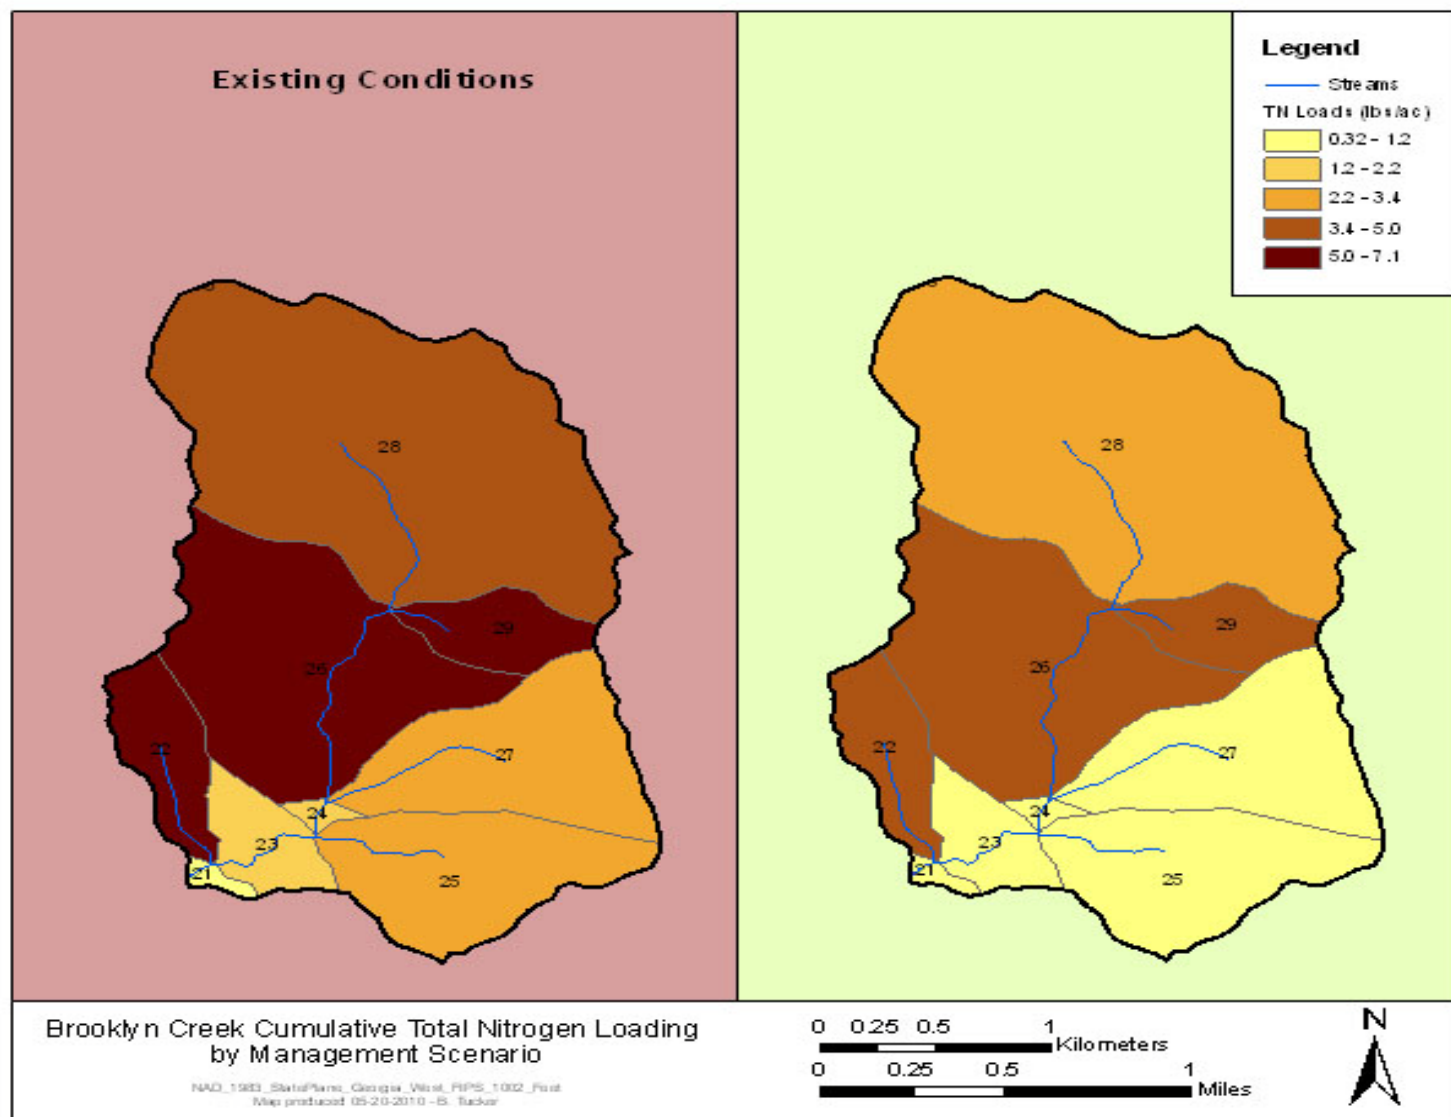 Existing Conditions
Legend
Streams
TN Loads (lbs/ac)
0.32 - 1.2
1.2 - 2.2
2.2 - 3.4
3.4 - 5.0
5.0 - 7.1
28
29
26
22
27
24
23
21
25
28
29
26
22
27
24
23
21
25
Brooklyn Creek Cumulative Total Nitrogen Loading
by Management Scenario
NAD_1983_StatePlane_Georgia_West_FIPS_1002_Feet
Map produced 05-20-2010 - B. Tucker
0 0.25 0.5 1
Kilometers
0 0.25 0.5 1
Miles
N